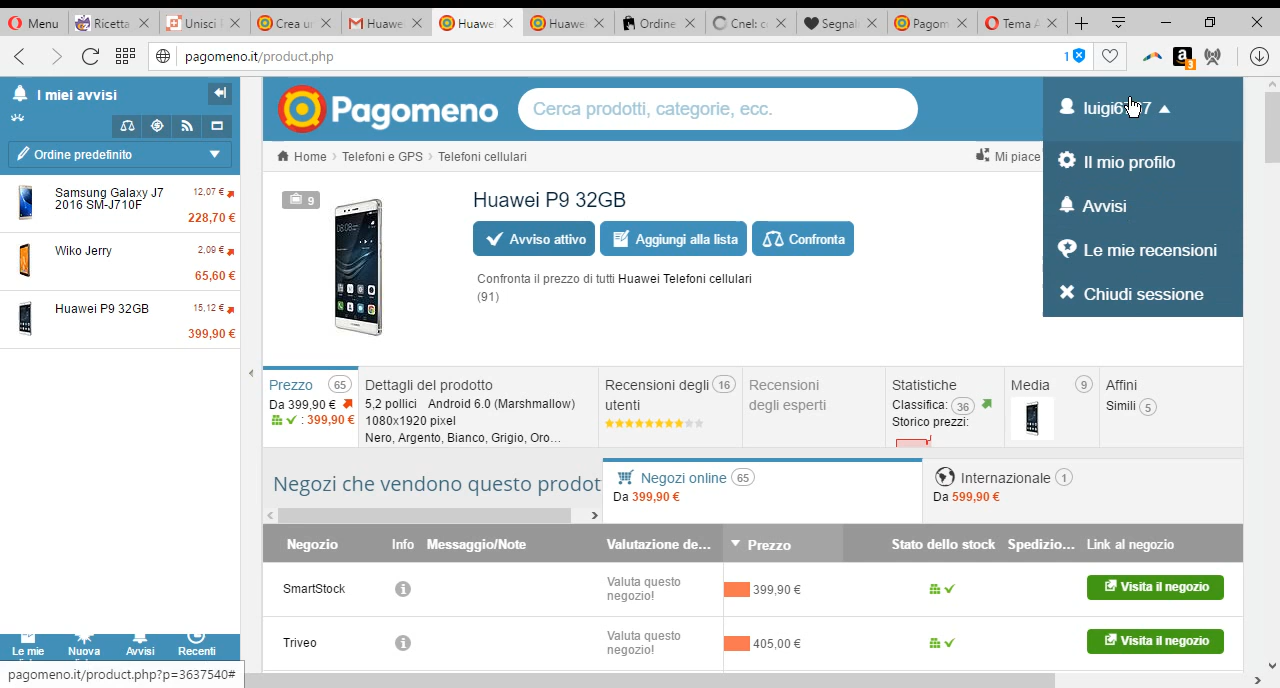 Menu
Ricetta
Unisci
Crea u
Huawe
Huawe
Huawe
Ordine
Cnel: c
Segnal
Pagom
Tema
pagomeno.it/product.php
1
I miei avvisi
Ordine predefinito
Samsung Galaxy J7
2016 SM-J710F
12,07 €
228,70 €
Wiko Jerry
2,09 €
65,60 €
Huawei P9 32GB
15,12 €
399,90 €
Le mie
Nuova
Avvisi
Recenti
pagomeno.it/product.php?p=3637540#
Pagomeno
Cerca prodotti, categorie, ecc.
Il mio profilo
Avvisi
Le mie recensioni
Chiudi sessione
Home › Telefoni e GPS › Telefoni cellulari
Mi piace
9
Huawei P9 32GB
Avviso attivo
Aggiungi alla lista
Confronta
Confronta il prezzo di tutti Huawei Telefoni cellulari
(91)
Prezzo 65
Da 399,90 €
: 399,90 €
Dettagli del prodotto
5,2 pollici Android 6.0 (Marshmallow)
1080x1920 pixel
Nero, Argento, Bianco, Grigio, Oro...
Recensioni degli 16
utenti
Recensioni
degli esperti
Statistiche
Classifica: 36
Storico prezzi:
Media 9
Affini
Simili 5
Negozi che vendono questo prodot
Negozi online 65
Da 399,90 €
Internazionale 1
Da 599,90 €
Negozio Info Messaggio/Note Valutazione de... Prezzo Stato dello stock Spedizio... Link al negozio
SmartStock
Valuta questo
negozio!
399,90 €
Visita il negozio
Triveo
Valuta questo
negozio!
405,00 €
Visita il negozio